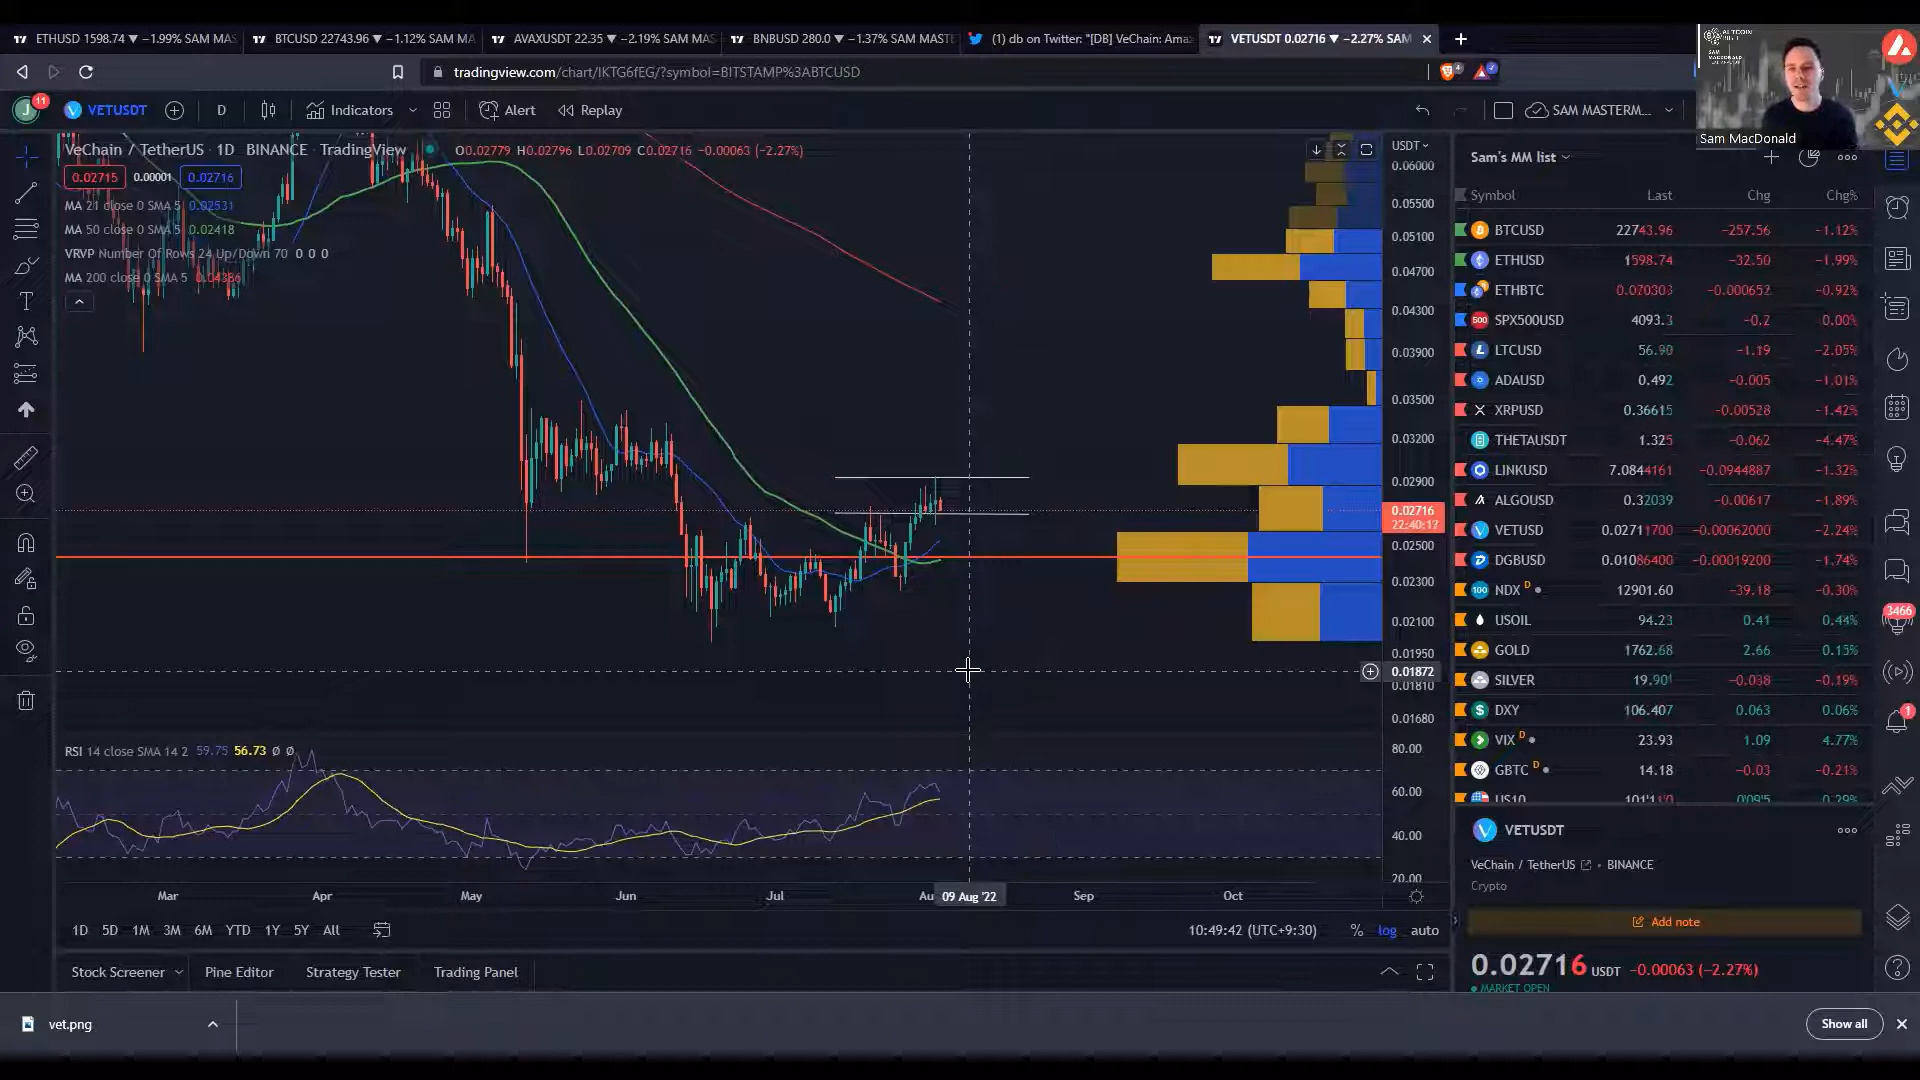 ETHUSD 1598.74 ▼ −1.99% SAM MAS
BTCUSD 22743.96 ▼ −1.12% SAM MA
AVAXUSDT 22.35 ▼ −2.19% SAM MAS
BNBUSD 280.0 ▼ −1.37% SAM MASTE
(1) db on Twitter: "[DB] VeChain: Ama
VETUSDT 0.02716 ▼ −2.27% SAM
tradingview.com/chart/IKTG6fEG/?symbol=BITSTAMP%3ABTCUSD
J 11
VETUSDT
D
Indicators
Alert
Replay
SAM MASTERM...
Sam MacDonald
VeChain / TetherUS · 1D · BINANCE · TradingView
O0.02779 H0.02796 L0.02709 C0.02716 −0.00063 (−2.27%)
0.02715 0.00001 0.02716
MA 21 close 0 SMA 5 0.02531
MA 50 close 0 SMA 5 0.02418
VRVP Number Of Rows 24 Up/Down 70 0 0 0
MA 200 close 0 SMA 5 0.04386
USDT
0.06000
0.05500
0.05100
0.04700
0.04300
0.03900
0.03500
0.03200
0.02900
0.02716
22:40:17
0.02500
0.02300
0.02100
0.01950
0.01872
0.01810
0.01680
RSI 14 close SMA 14 2 59.75 56.73 Ø Ø
80.00
60.00
40.00
20.00
Mar
Apr
May
Jun
Jul
Au
09 Aug '22
Sep
Oct
1D 5D 1M 3M 6M YTD 1Y 5Y All
10:49:42 (UTC+9:30)
% log auto
Stock Screener
Pine Editor
Strategy Tester
Trading Panel
Sam's MM list
Symbol Last Chg Chg%
BTCUSD 22743.96 −257.56 −1.12%
ETHUSD 1598.74 −32.50 −1.99%
ETHBTC 0.070303 −0.000652 −0.92%
SPX500USD 4093.3 −0.2 0.00%
LTCUSD 56.90 −1.19 −2.05%
ADAUSD 0.492 −0.005 −1.01%
XRPUSD 0.36615 −0.00528 −1.42%
THETAUSDT 1.325 −0.062 −4.47%
LINKUSD 7.0844161 −0.0944887 −1.32%
ALGOUSD 0.32039 −0.00617 −1.89%
VETUSD 0.02711700 −0.00062000 −2.24%
DGBUSD 0.01086400 −0.00019200 −1.74%
NDX D 12901.60 −39.18 −0.30%
USOIL 94.23 0.41 0.44%
GOLD 1762.68 2.66 0.15%
SILVER 19.901 −0.038 −0.19%
DXY 106.407 0.063 0.06%
VIX D 23.93 1.09 4.77%
GBTC D 14.18 −0.03 −0.21%
US10
0.29%
3466
1
VETUSDT
VeChain / TetherUS · BINANCE
Crypto
Add note
0.02716 USDT −0.00063 (−2.27%)
MARKET OPEN
vet.png
Show all